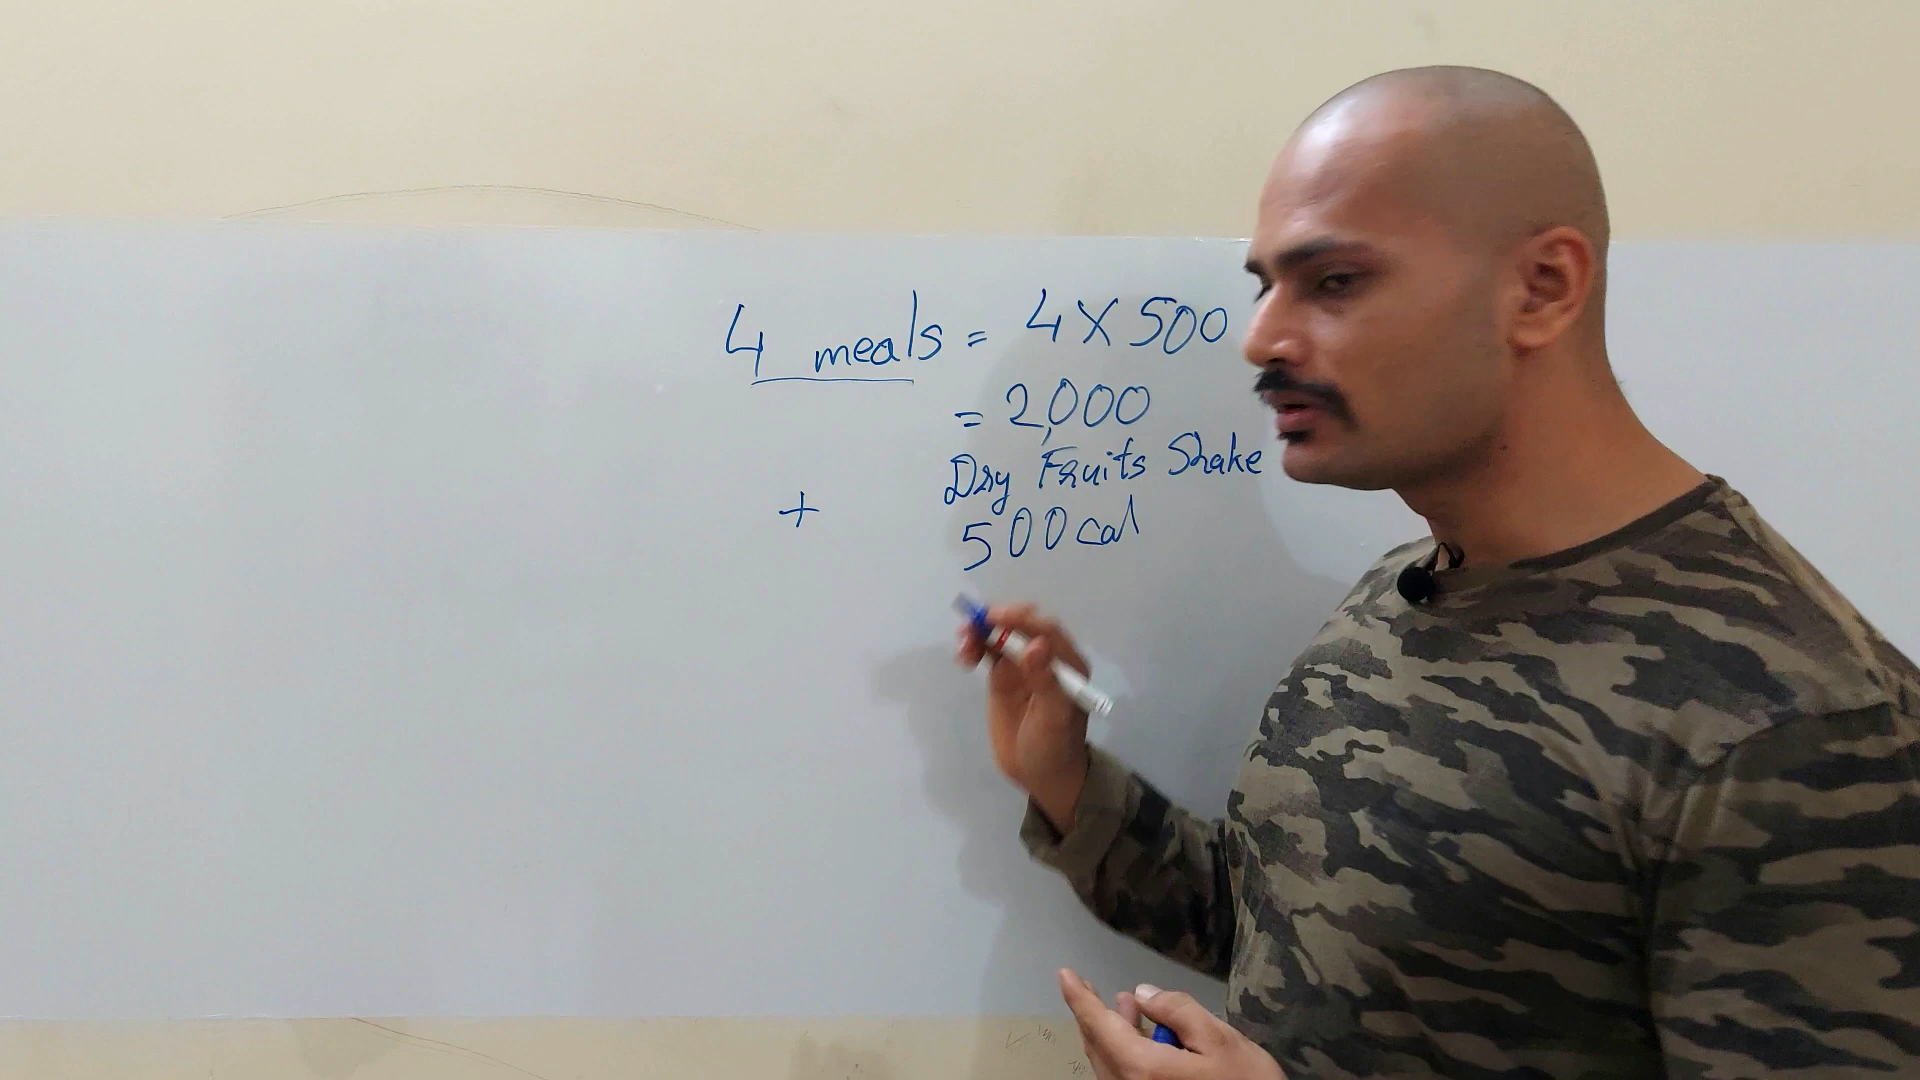 4 meals = 4 X 500
= 2,000
Dry Fruits Shake
+ 500 cal